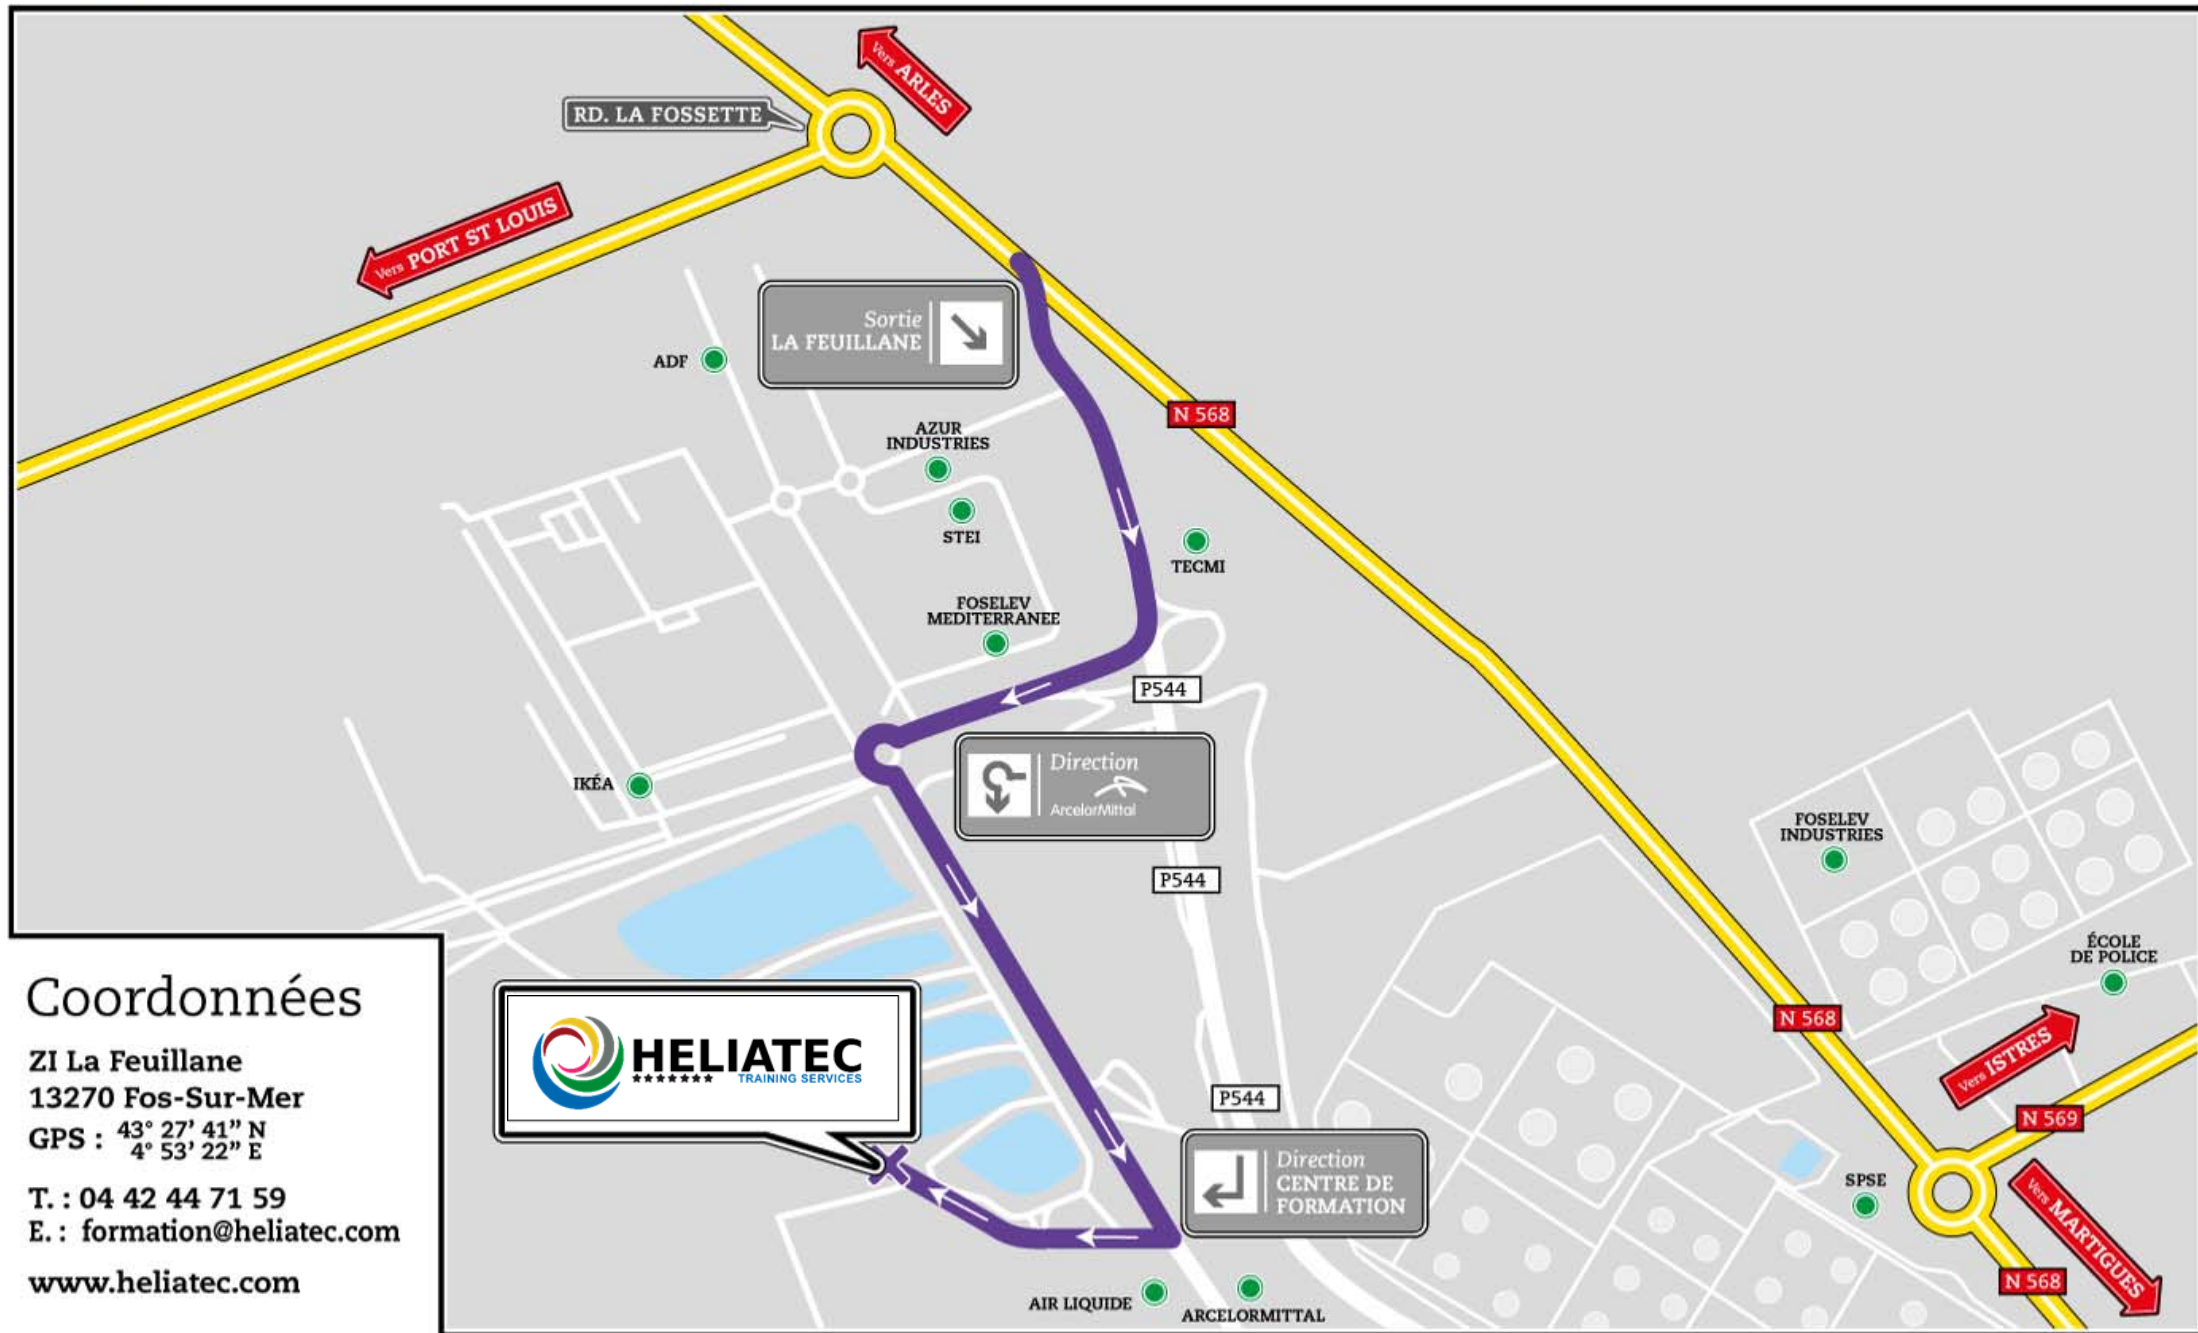 Vers ARLES
RD. LA FOSSETTE
Vers PORT ST LOUIS
Sortie
LA FEUILLANE
ADF
N 568
AZUR
INDUSTRIES
STEI
TECMI
FOSELEV
MEDITERRANEE
P544
Direction
ArcelorMittal
IKÉA
FOSELEV
INDUSTRIES
P544
ÉCOLE
DE POLICE
N 568
Vers ISTRES
HELIATEC
TRAINING SERVICES
P544
N 569
Direction
CENTRE DE
FORMATION
SPSE
Vers MARTIGUES
N 568
AIR LIQUIDE
ARCELORMITTAL
Coordonnées
ZI La Feuillane
13270 Fos-Sur-Mer
GPS : 43° 27’ 41” N
4° 53’ 22” E
T. : 04 42 44 71 59
E. : formation@heliatec.com
www.heliatec.com